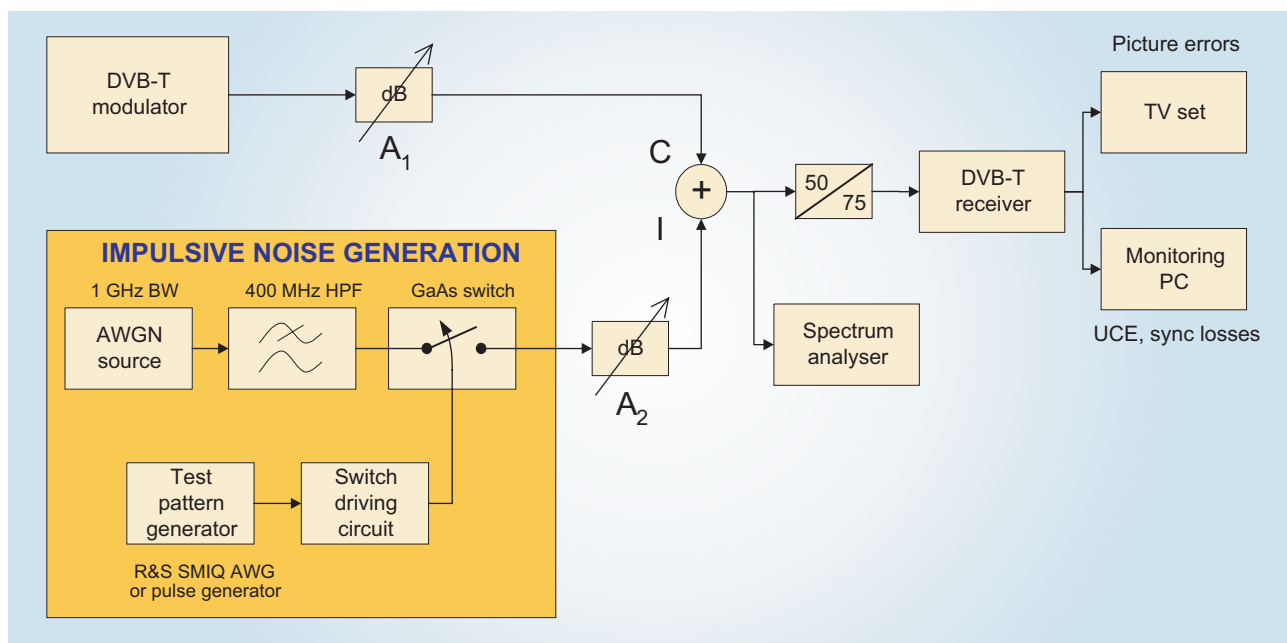 Picture errors
DVB-T
modulator
dB
A1
TV set
C
+
50
75
DVB-T
receiver
I
IMPULSIVE NOISE GENERATION
1 GHz BW
400 MHz HPF
GaAs switch
AWGN
source
dB
A2
Spectrum
analyser
Monitoring
PC
UCE, sync losses
Test
pattern
generator
Switch
driving
circuit
R&S SMIQ AWG
or pulse generator